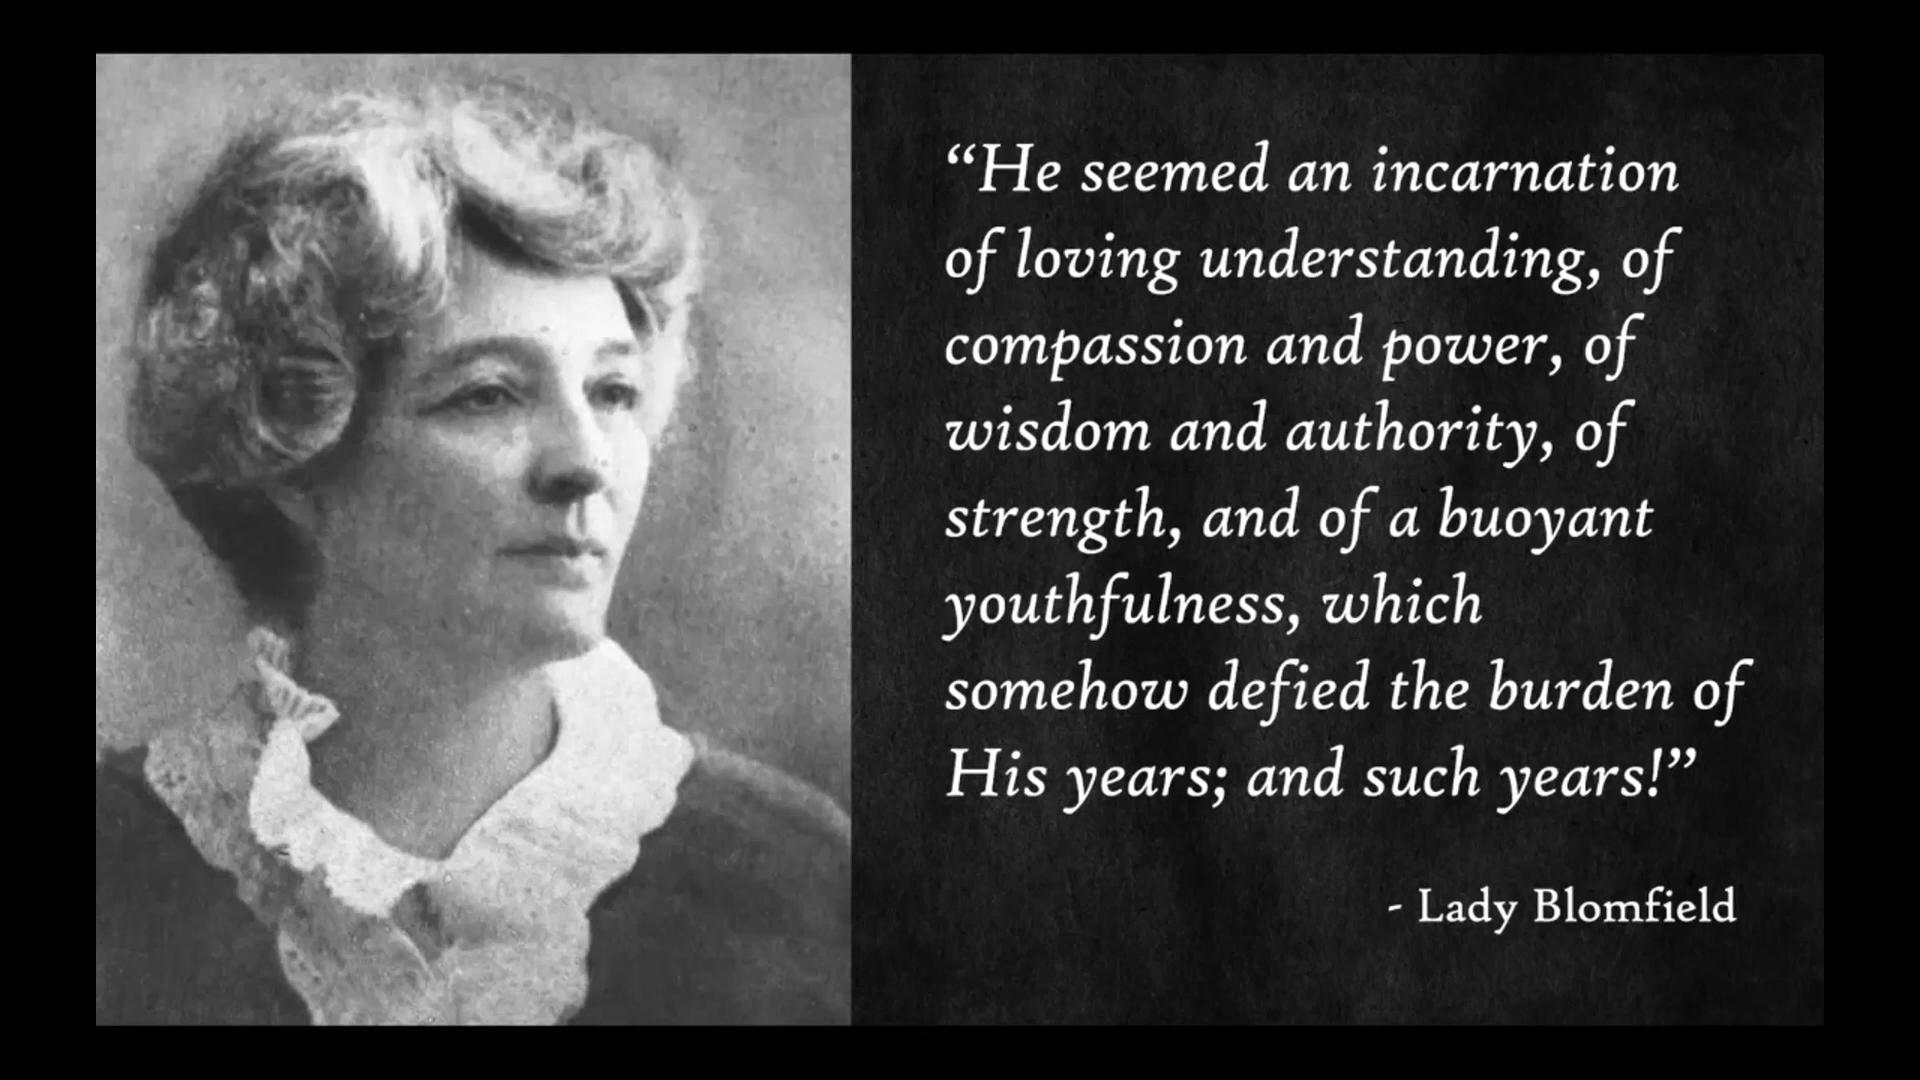 “He seemed an incarnation
of loving understanding, of
compassion and power, of
wisdom and authority, of
strength, and of a buoyant
youthfulness, which
somehow defied the burden of
His years; and such years!”
- Lady Blomfield